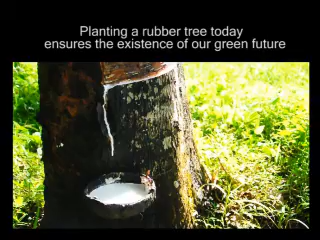 Planting a rubber tree today
ensures the existence of our green future